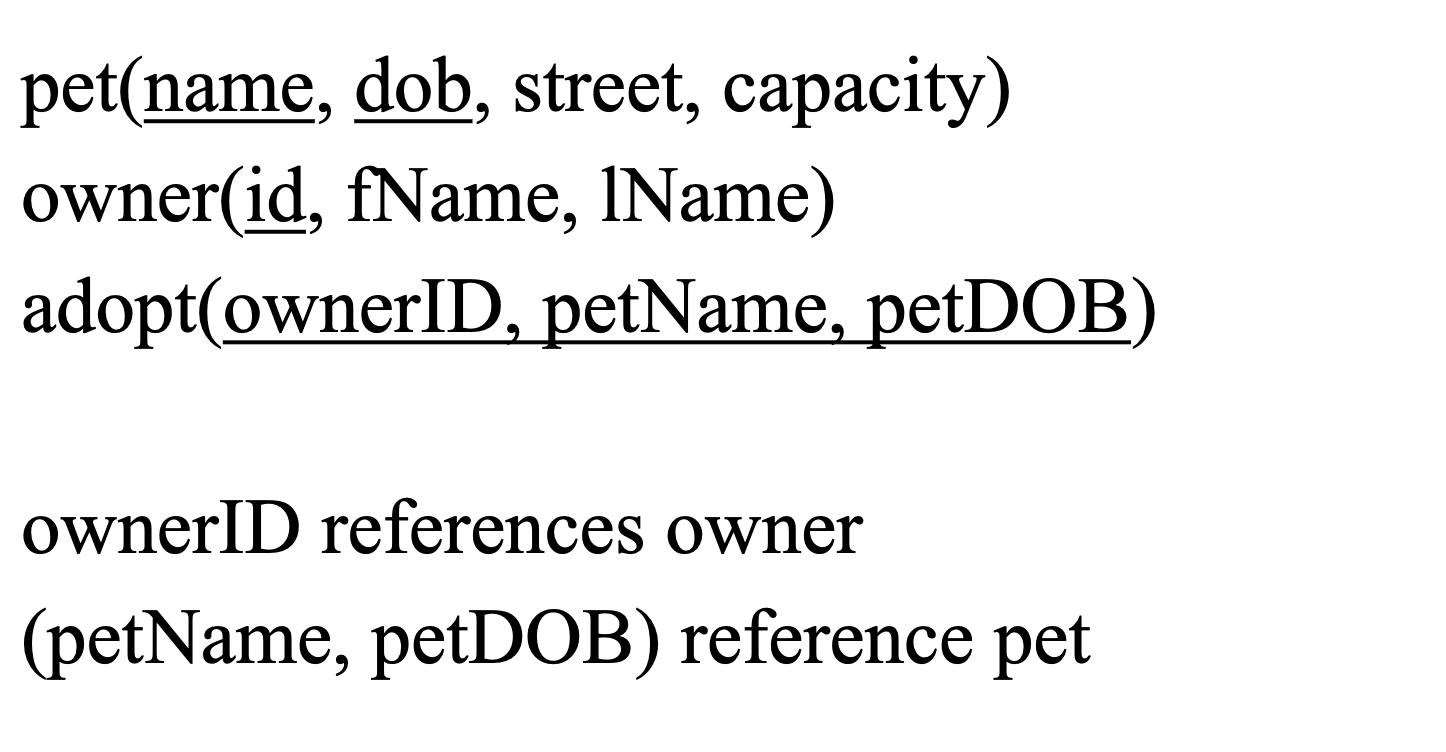 pet(name, dob, street, capacity)
owner(id, fName, lName)
adopt(ownerID, petName, petDOB)
ownerID references owner
(petName, petDOB) reference pet